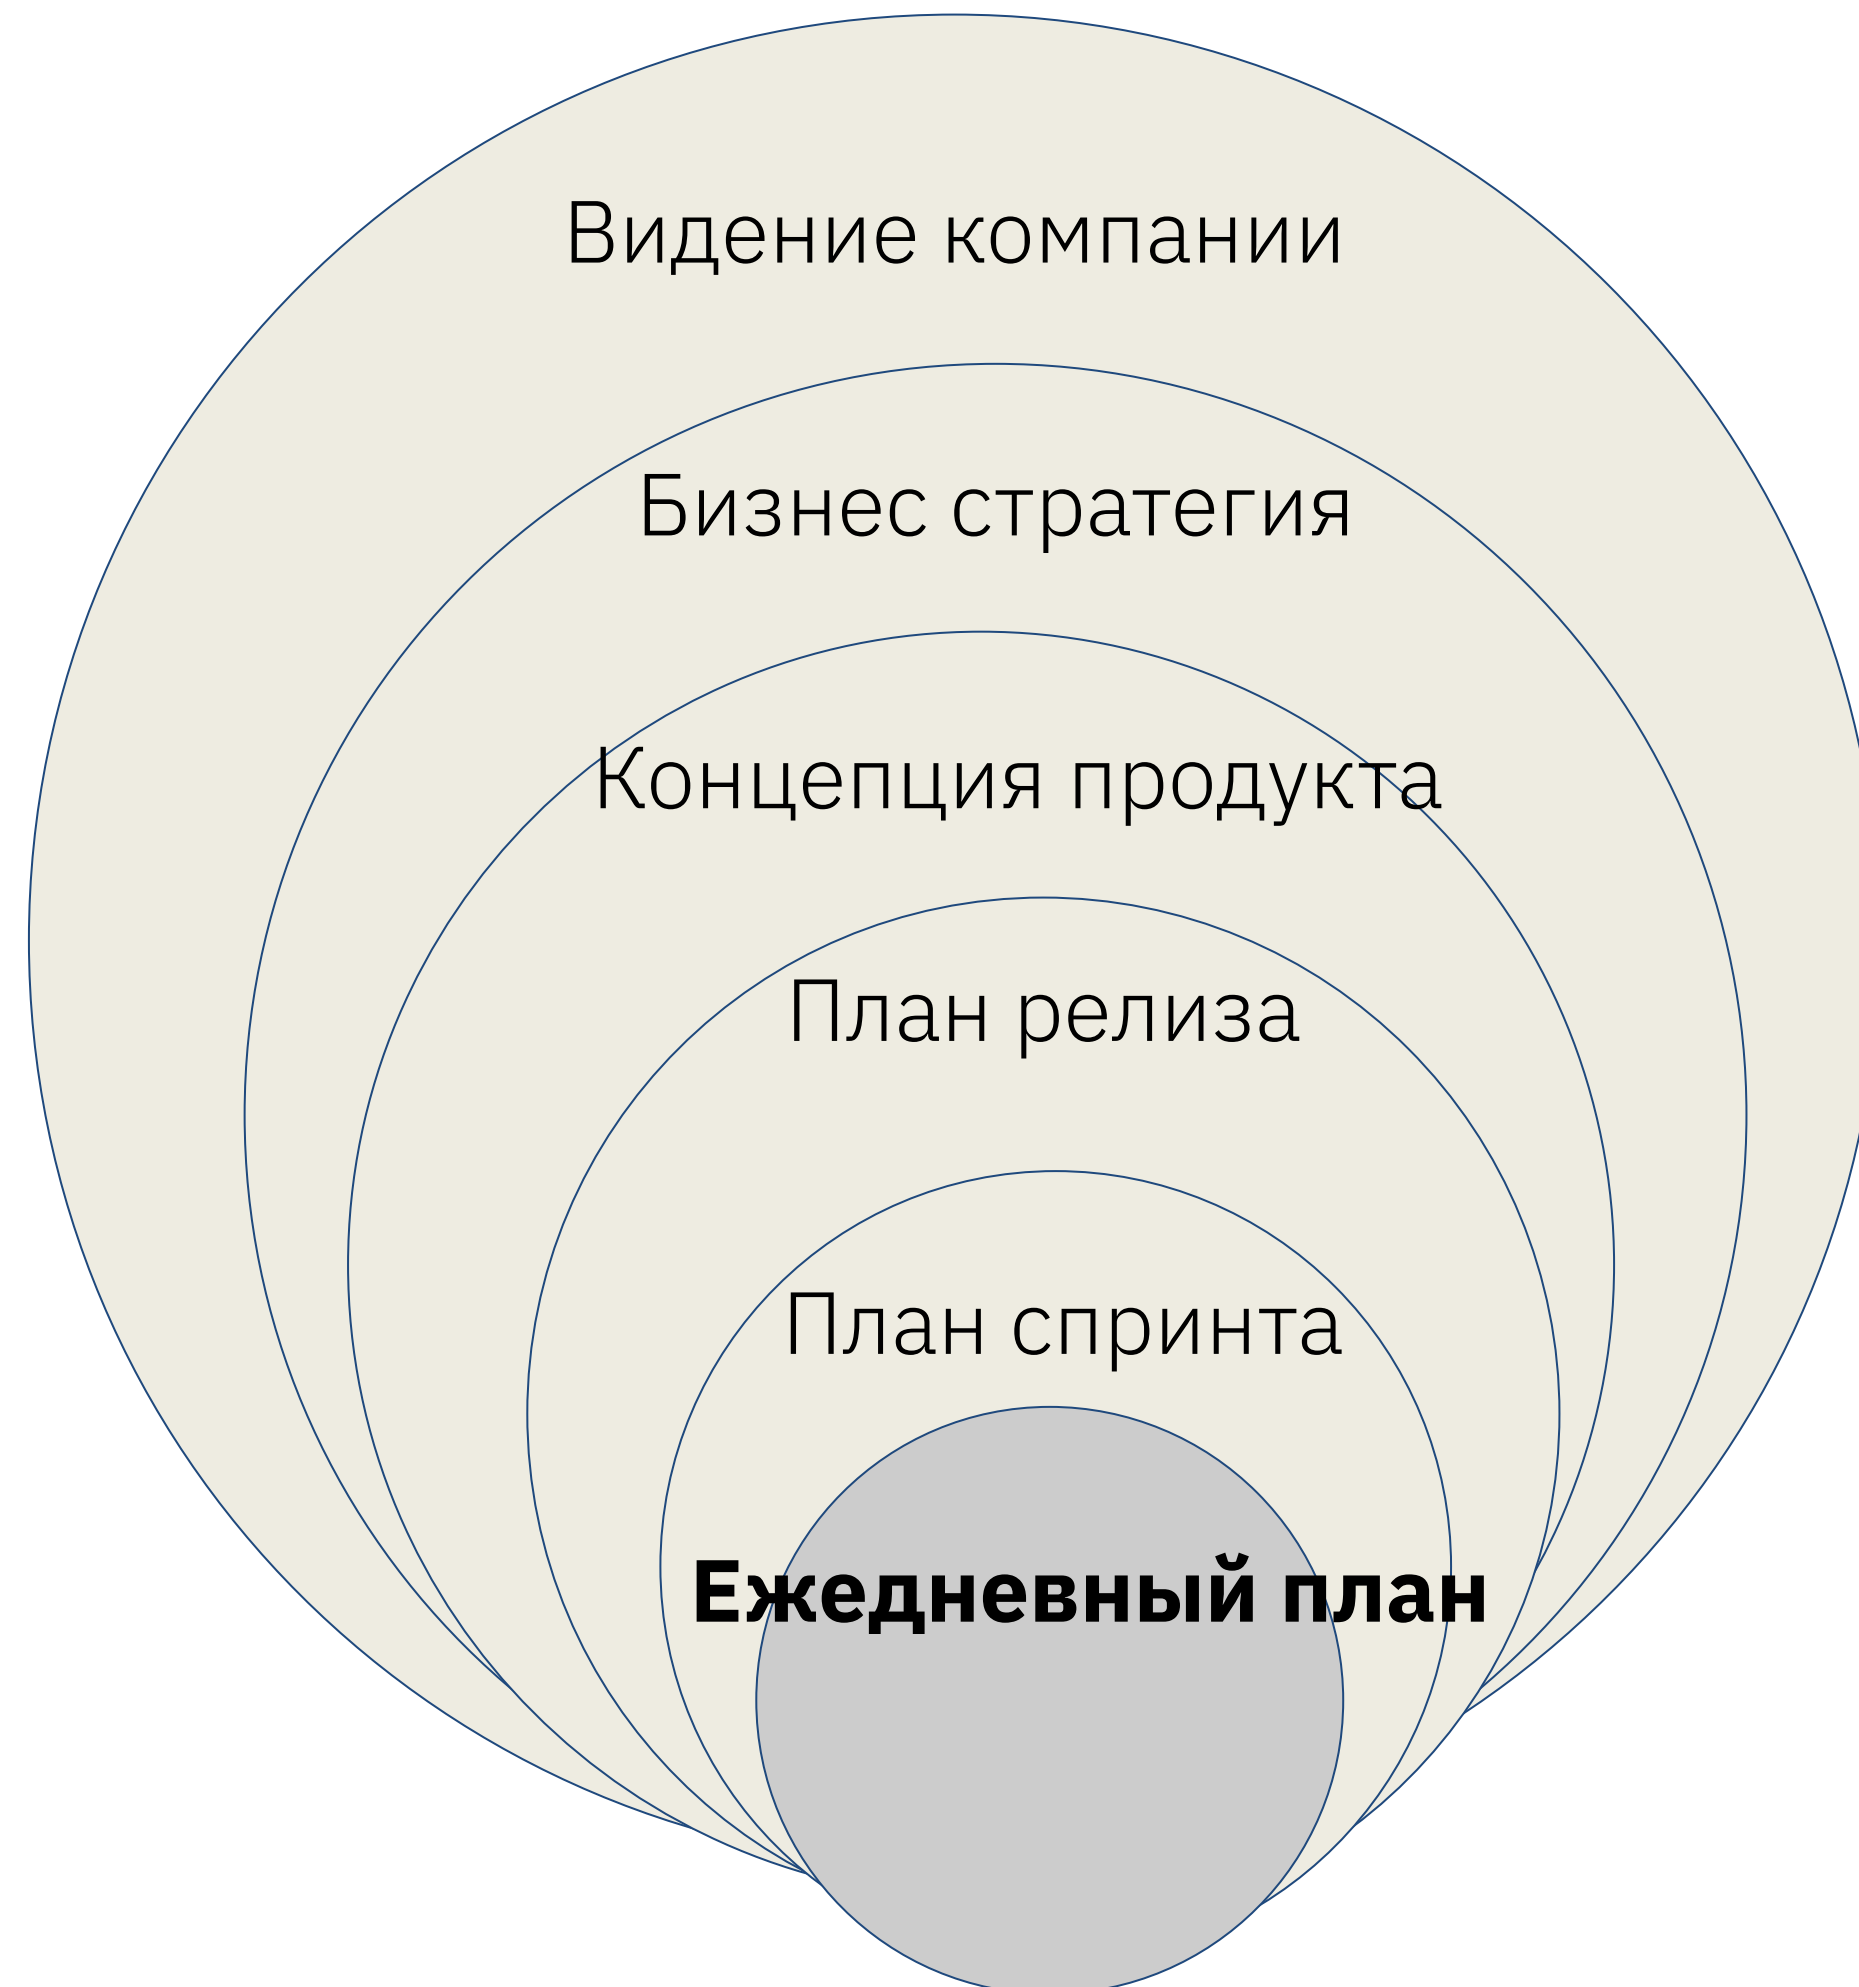 Видение компании
Бизнес стратегия
Концепция продукта
План релиза
План спринта
Ежедневный план